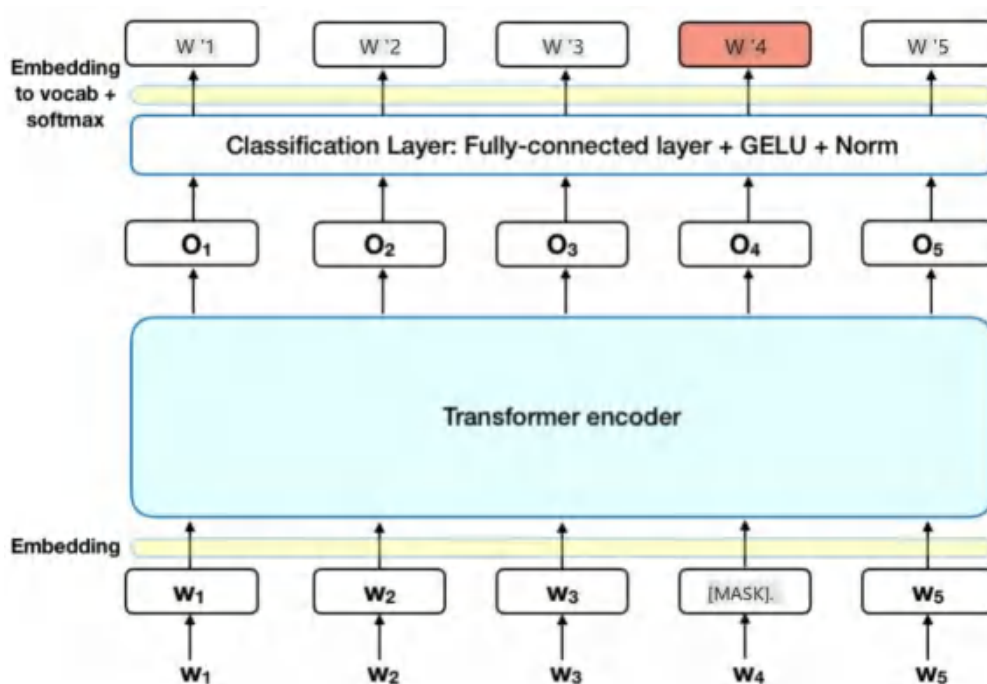 W '1 W '2 W '3 W '4 W '5
Embedding
to vocab +
softmax
Classification Layer: Fully-connected layer + GELU + Norm
O₁ O₂ O₃ O₄ O₅
Transformer encoder
Embedding
w₁ w₂ w₃ [MASK]. w₅
w₁ w₂ w₃ w₄ w₅